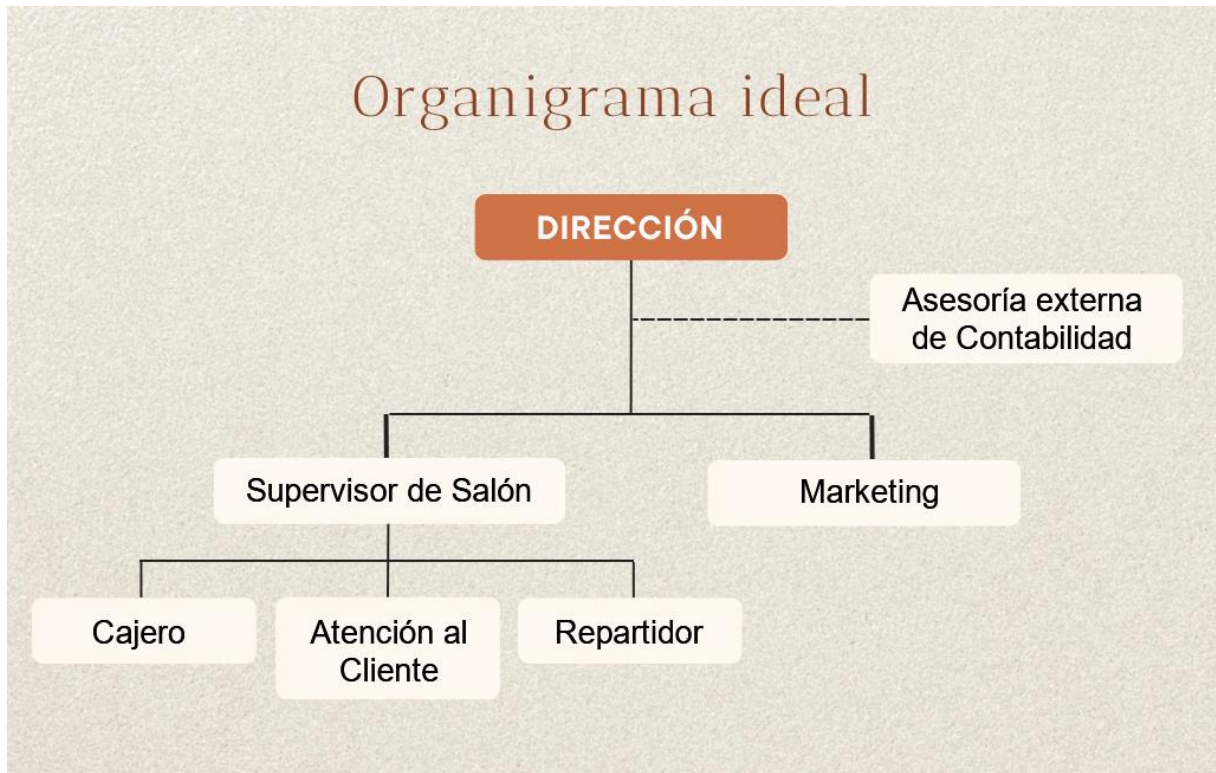 Organigrama ideal
DIRECCIÓN
Asesoría externa
de Contabilidad
Supervisor de Salón
Marketing
Cajero
Atención al
Cliente
Repartidor